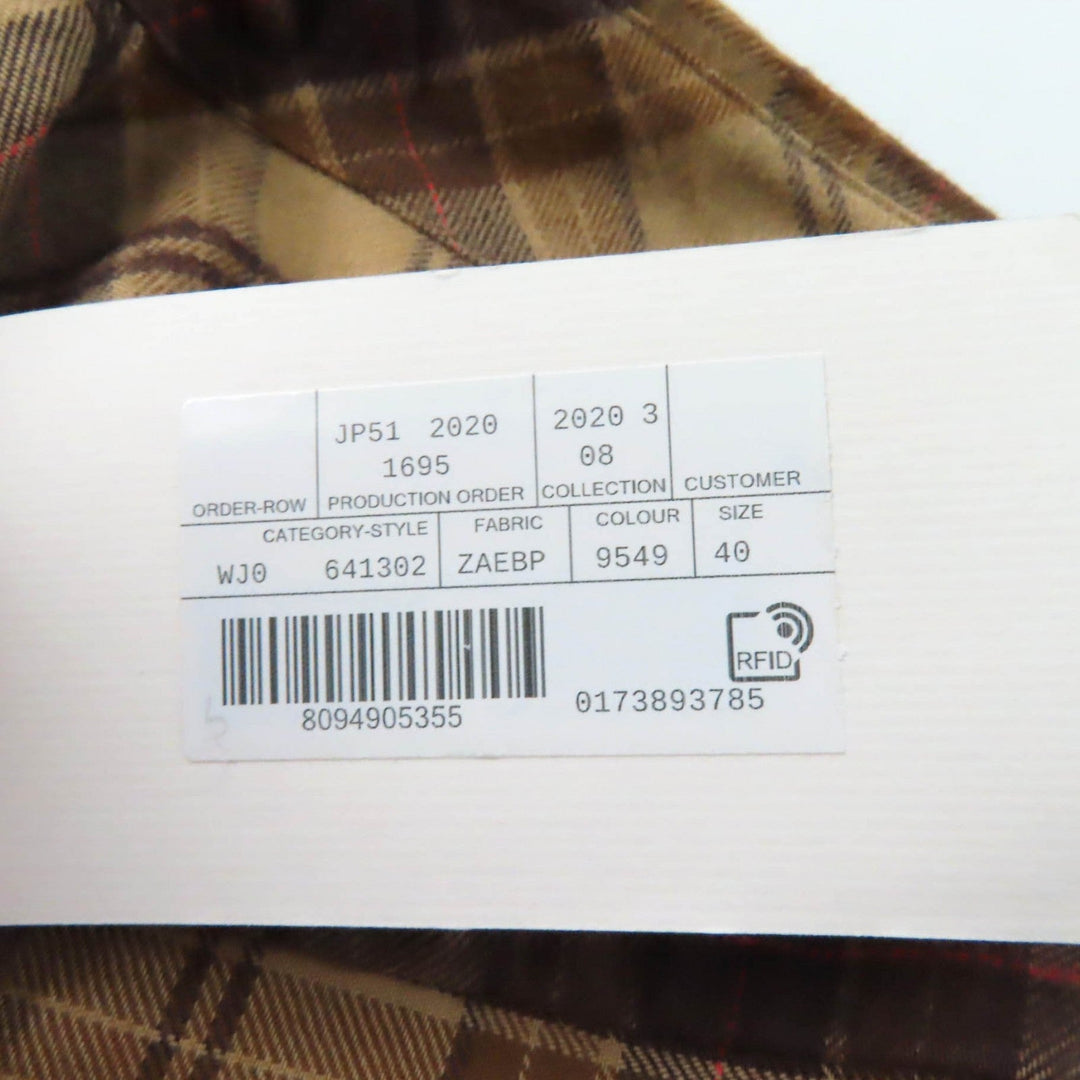 JP51 2020 2020 3
1695 08
ORDER-ROW PRODUCTION ORDER COLLECTION CUSTOMER
CATEGORY-STYLE FABRIC COLOUR SIZE
WJ0 641302 ZAEBP 9549 40
RFID
8094905355 0173893785